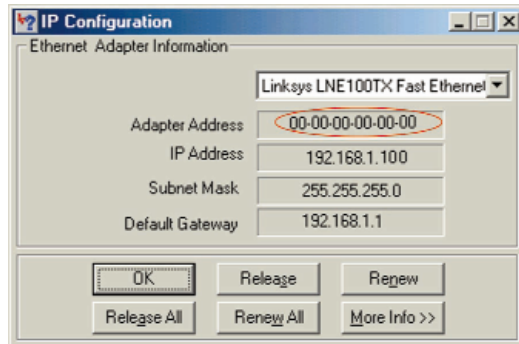 IP Configuration
Ethernet Adapter Information
Linksys LNE100TX Fast Ethernet
Adapter Address 00-00-00-00-00-00
IP Address 192.168.1.100
Subnet Mask 255.255.255.0
Default Gateway 192.168.1.1
OK Release Renew
Release All Renew All More Info >>